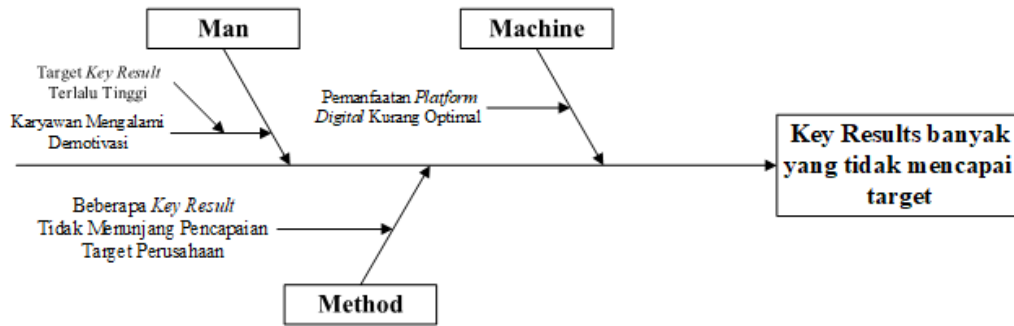 Man
Machine
Target Key Result
Terlalu Tinggi
Karyawan Mengalami
Demotivasi
Pemanfaatan Platform
Digital Kurang Optimal
Key Results banyak
yang tidak mencapai
target
Beberapa Key Result
Tidak Menunjang Pencapaian
Target Perusahaan
Method